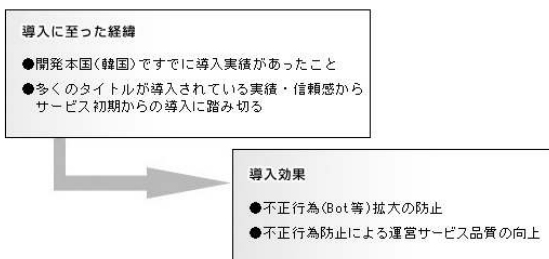 導入に至った経緯
●開発本国(韓国)ですでに導入実績があったこと
●多くのタイトルが導入されている実績・信頼感から
サービス初期からの導入に踏み切る
導入効果
●不正行為(Bot等)拡大の防止
●不正行為防止による運営サービス品質の向上